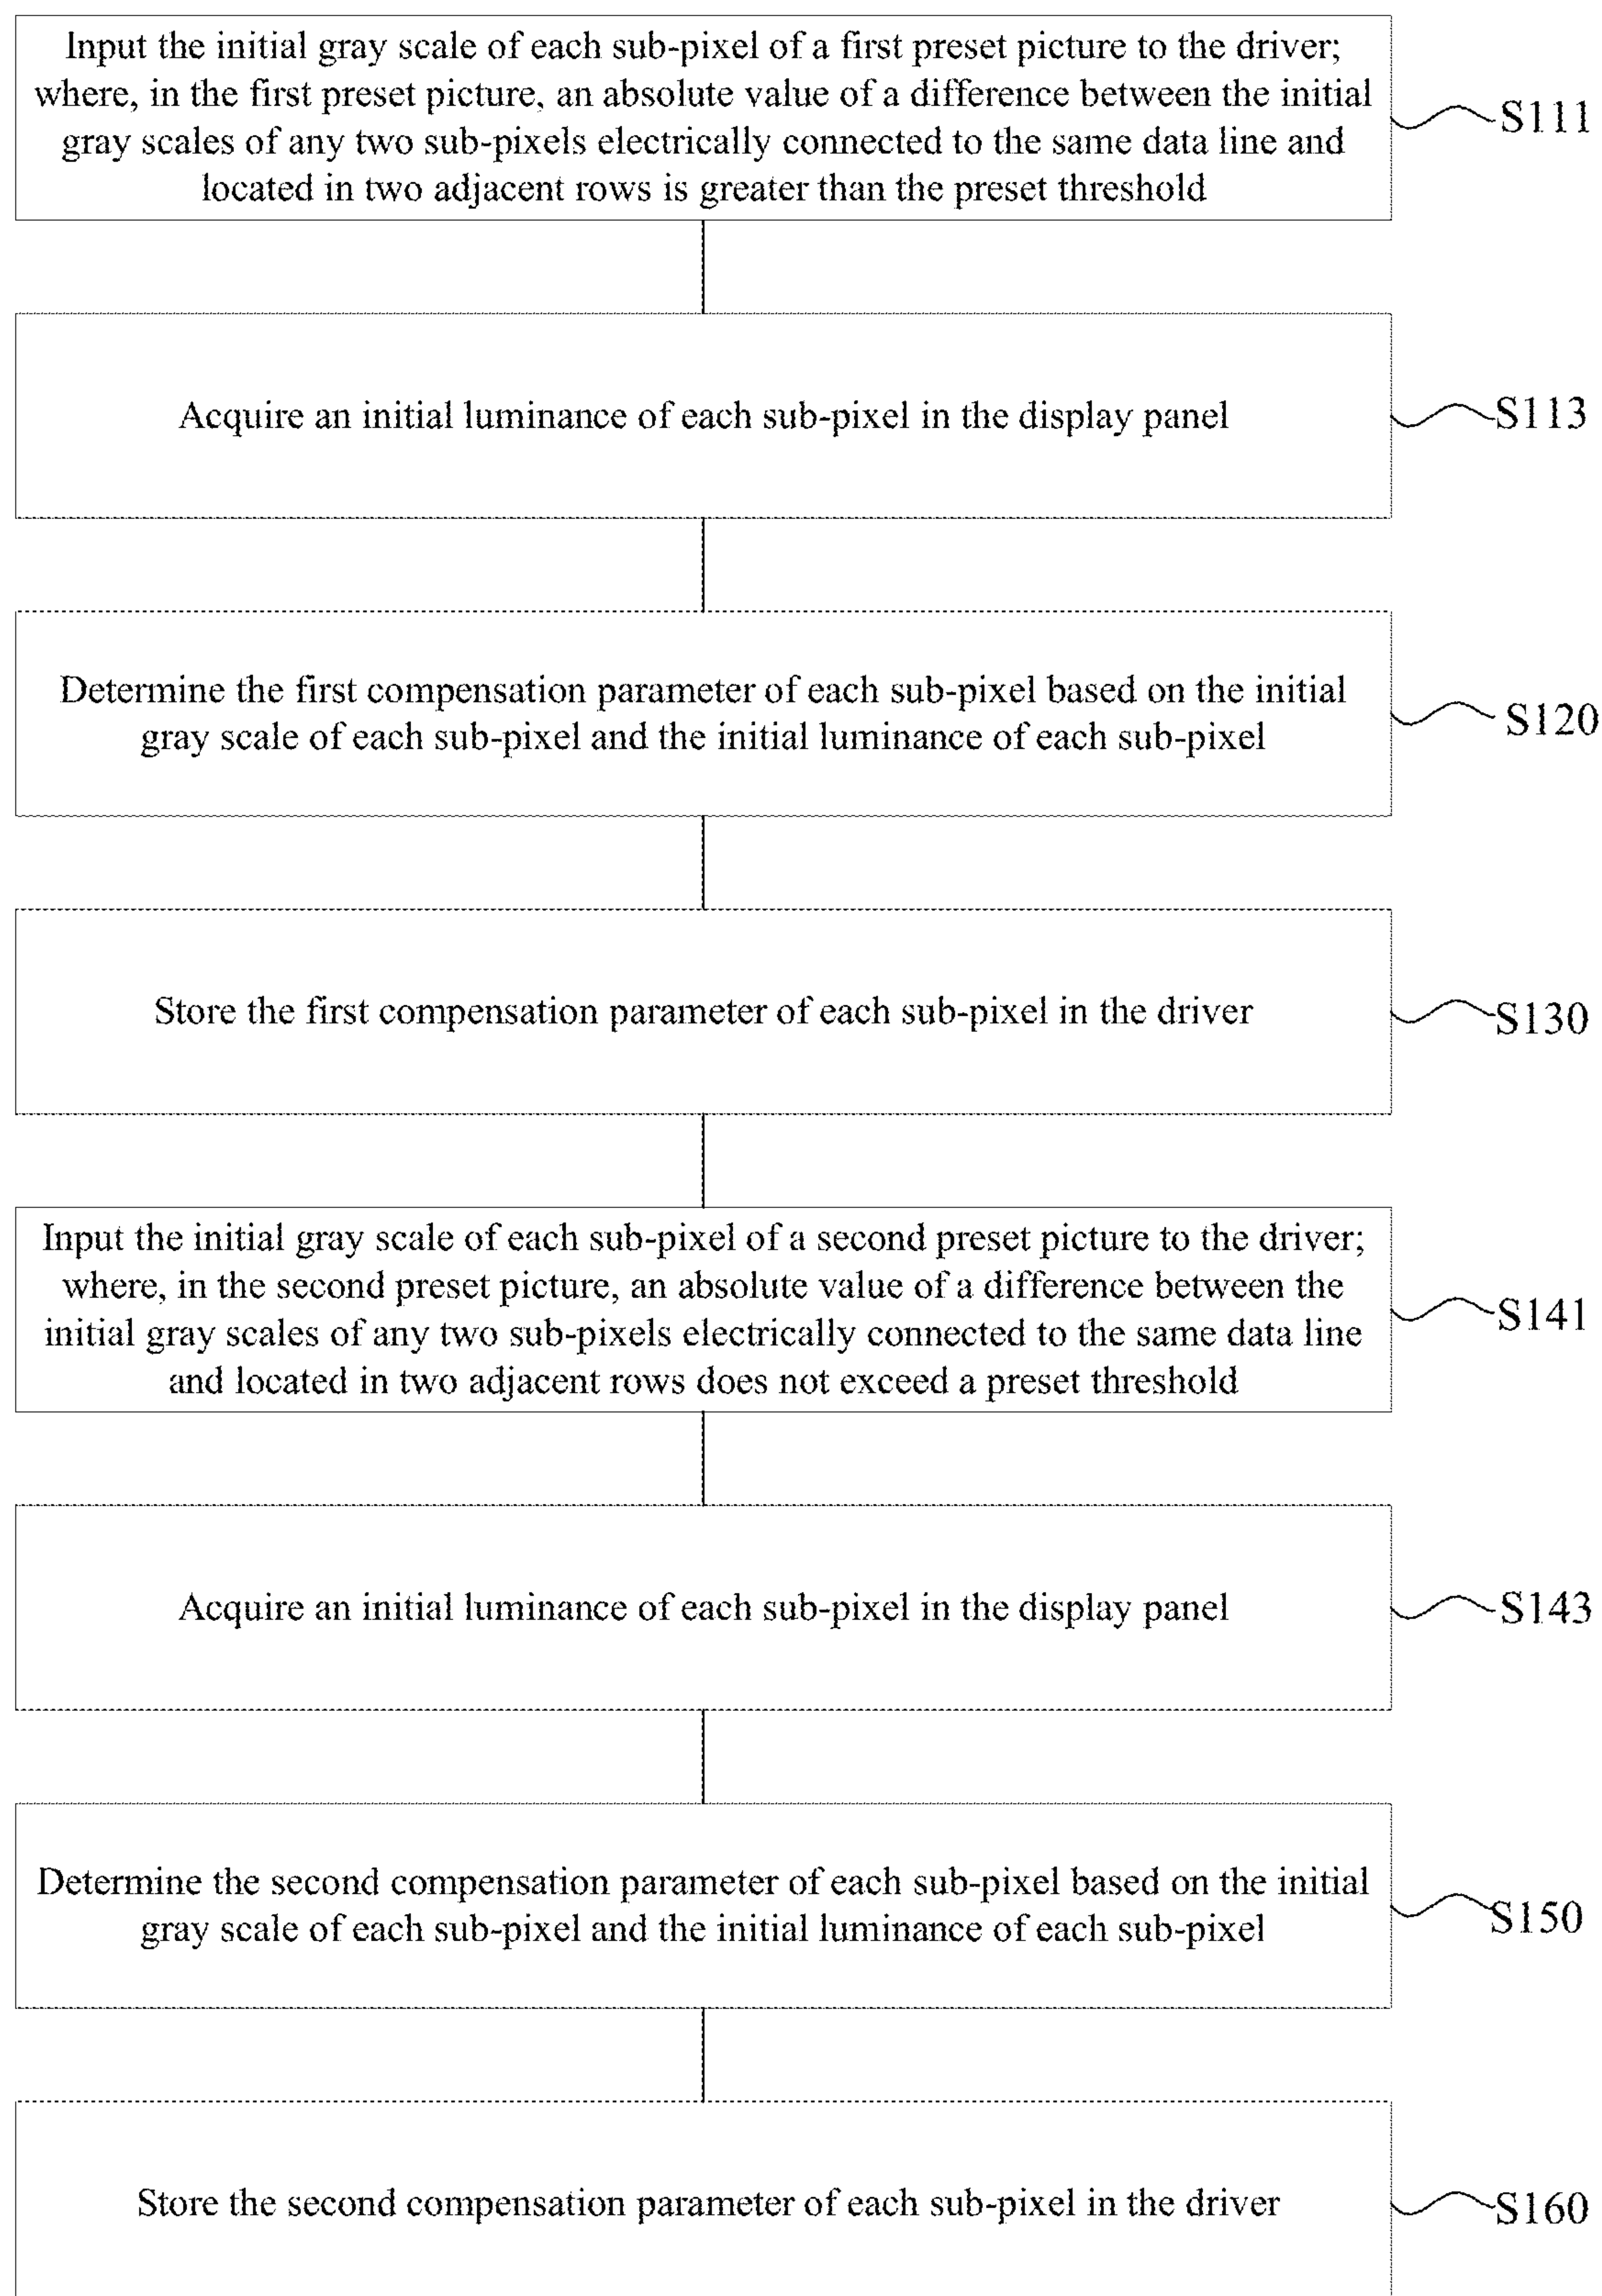 Input the initial gray scale of each sub-pixel of a first preset picture to the driver;
where, in the first preset picture, an absolute value of a difference between the initial
gray scales of any two sub-pixels electrically connected to the same data line and
located in two adjacent rows is greater than the preset threshold
S111
Acquire an initial luminance of each sub-pixel in the display panel
S113
Determine the first compensation parameter of each sub-pixel based on the initial
gray scale of each sub-pixel and the initial luminance of each sub-pixel
S120
Store the first compensation parameter of each sub-pixel in the driver
S130
Input the initial gray scale of each sub-pixel of a second preset picture to the driver;
where, in the second preset picture, an absolute value of a difference between the
initial gray scales of any two sub-pixels electrically connected to the same data line
and located in two adjacent rows does not exceed a preset threshold
S141
Acquire an initial luminance of each sub-pixel in the display panel
S143
Determine the second compensation parameter of each sub-pixel based on the initial
gray scale of each sub-pixel and the initial luminance of each sub-pixel
S150
Store the second compensation parameter of each sub-pixel in the driver
S160